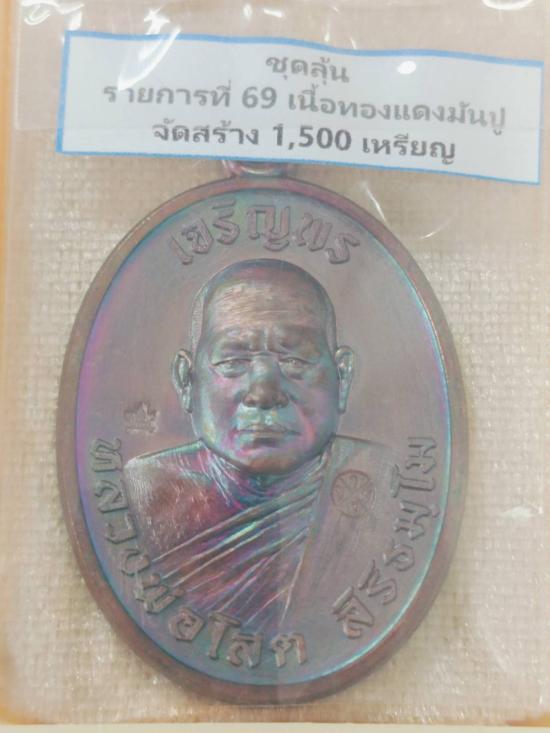 ชุดลุ้น
รายการที่ 69 เนื้อทองแดงมันปู
จัดสร้าง 1,500 เหรียญ
เจริญพร
หลวงพ่อโสต สิริธมฺโม